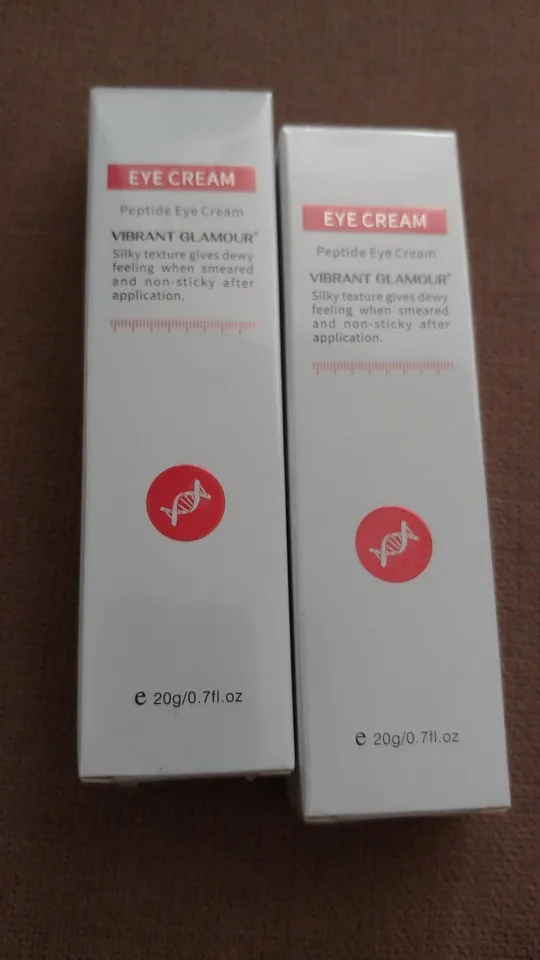 EYE CREAM
Peptide Eye Cream
VIBRANT GLAMOUR®
Silky texture gives dewy
feeling when smeared
and non-sticky after
application.
e 20g/0.7fl.oz
EYE CREAM
Peptide Eye Cream
VIBRANT GLAMOUR®
Silky texture gives dewy
feeling when smeared
and non-sticky after
application.
e 20g/0.7fl.oz